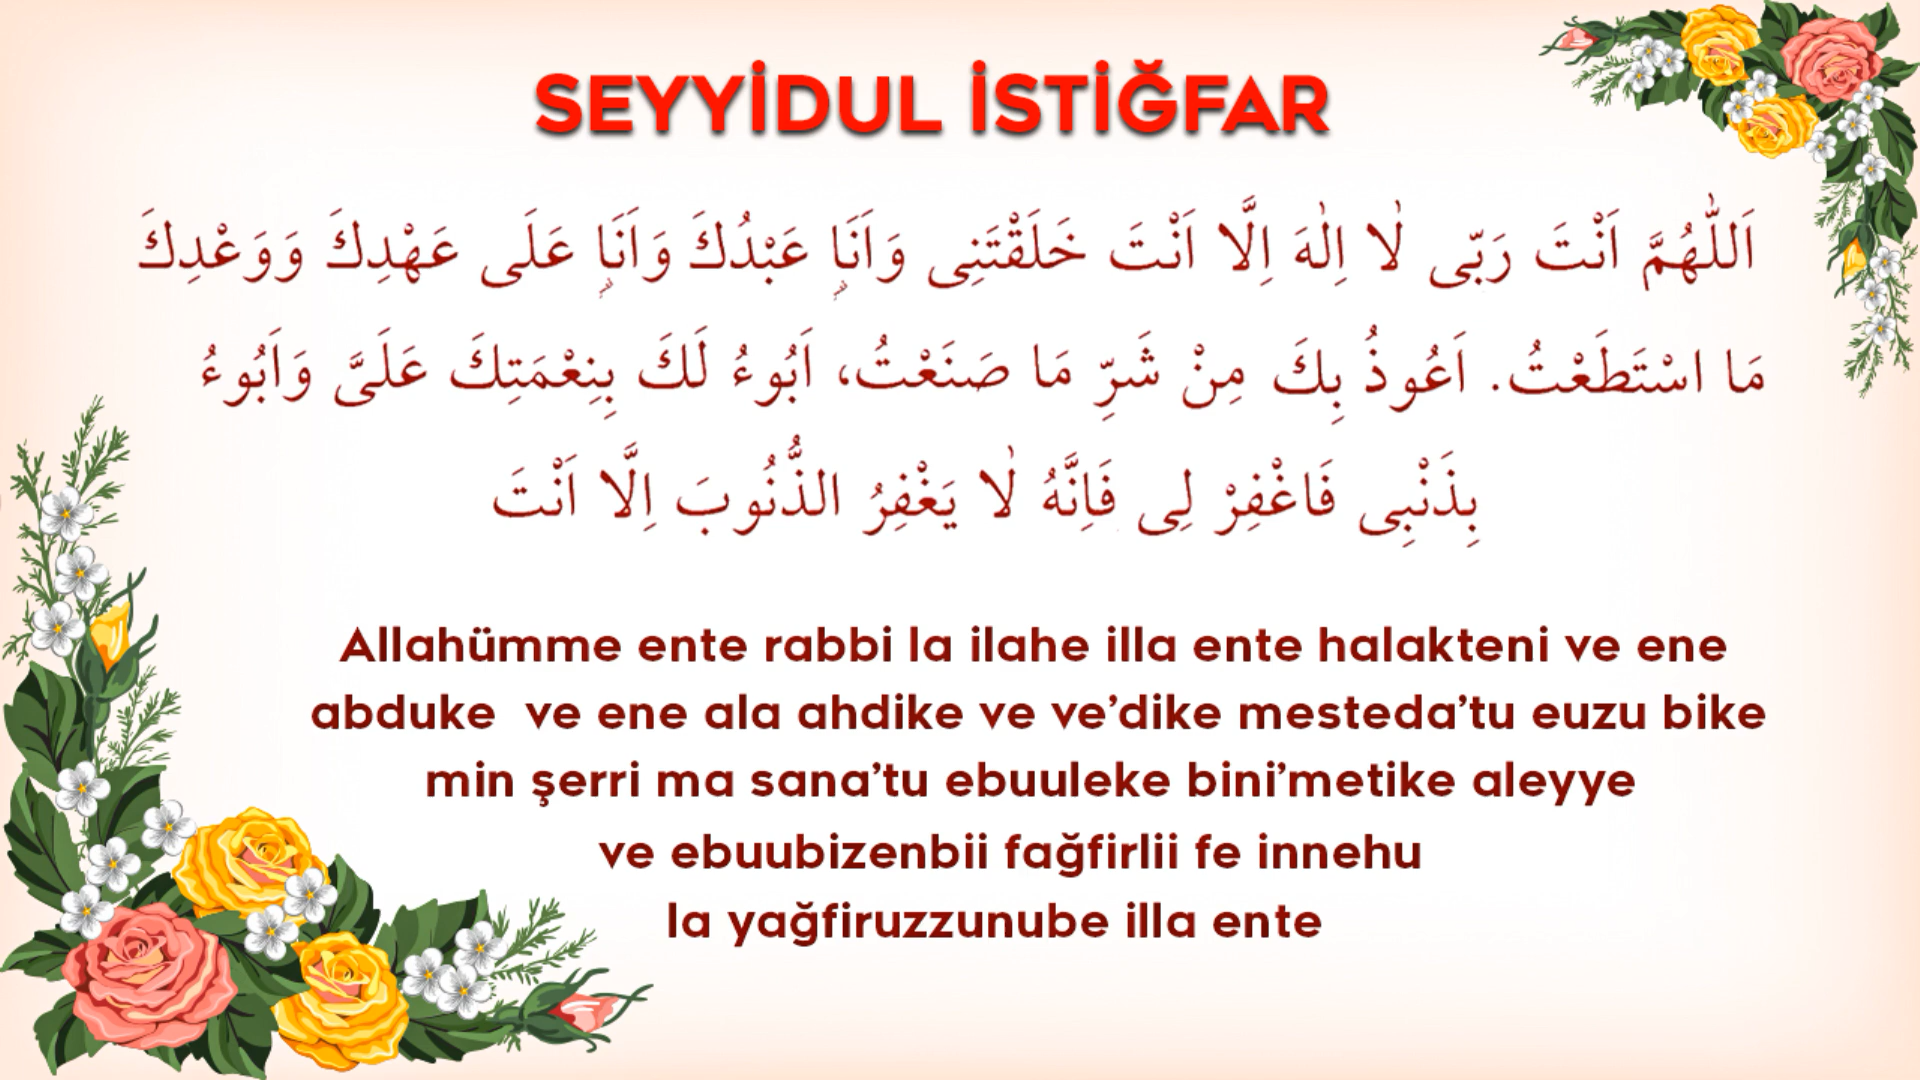 SEYYİDUL İSTİĞFAR
اَللّٰهُمَّ اَنْتَ رَبّٖى لٰا اِلٰهَ اِلَّا اَنْتَ خَلَقْتَنٖى وَاَنَا۬ عَبْدُكَ وَاَنَا۬ عَلَى عَهْدِكَ وَوَعْدِكَ
مَا اسْتَطَعْتُ. اَعُوذُ بِكَ مِنْ شَرِّ مَا صَنَعْتُ، اَبُوءُ لَكَ بِنِعْمَتِكَ عَلَىَّ وَاَبُوءُ
بِذَنْبِى فَاغْفِرْ لِى فَاِنَّهُ لٰا يَغْفِرُ الذُّنُوبَ اِلَّا اَنْتَ
Allahümme ente rabbi la ilahe illa ente halakteni ve ene
abduke ve ene ala ahdike ve ve’dike mesteda’tu euzu bike
min şerri ma sana’tu ebuuleke bini’metike aleyye
ve ebuubizenbii fağfirlii fe innehu
la yağfiruzzunube illa ente